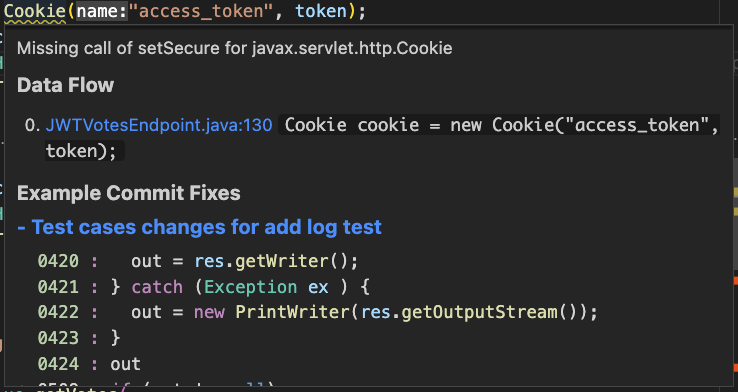 Cookie(name:"access_token", token);
Missing call of setSecure for javax.servlet.http.Cookie
Data Flow
0. JWTVotesEndpoint.java:130 Cookie cookie = new Cookie("access_token",
token);
Example Commit Fixes
- Test cases changes for add log test
0420 : out = res.getWriter();
0421 : } catch (Exception ex ) {
0422 : out = new PrintWriter(res.getOutputStream());
0423 : }
0424 : out